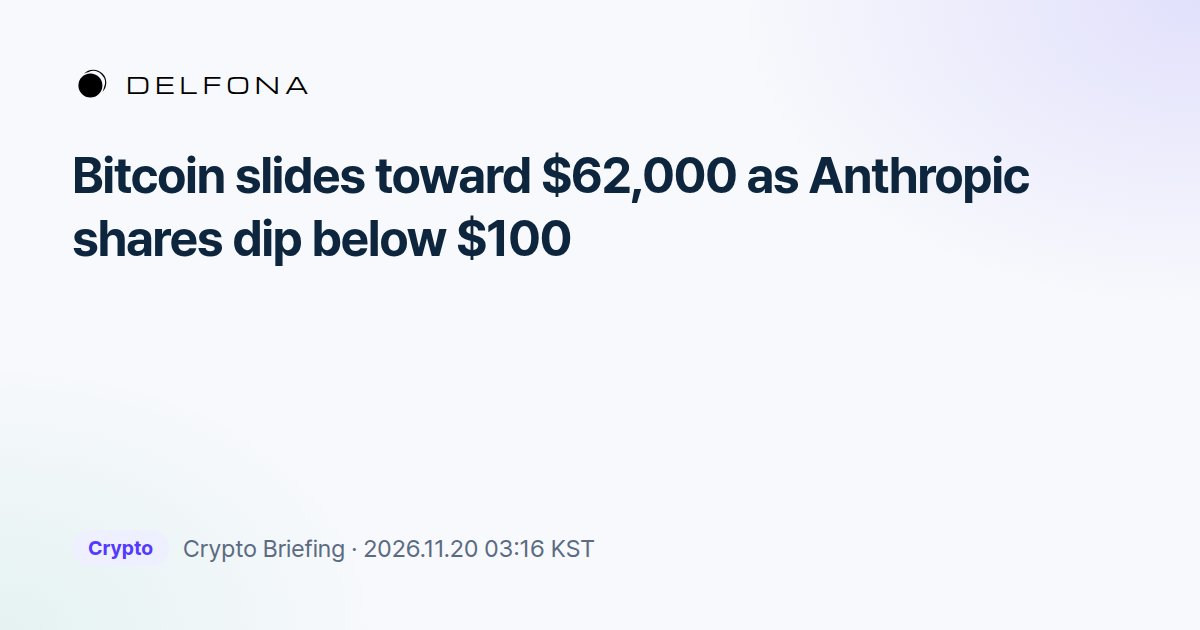 DELFONA
Bitcoin slides toward $62,000 as Anthropic
shares dip below $100
Crypto Crypto Briefing · 2026.11.20 03:16 KST